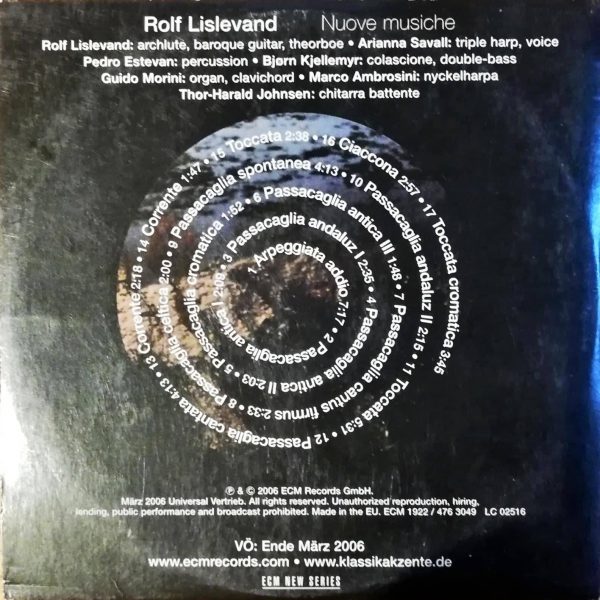 Rolf Lislevand Nuove musiche
Rolf Lislevand: archlute, baroque guitar, theorboe • Arianna Savall: triple harp, voice
Pedro Estevan: percussion • Bjørn Kjellemyr: colascione, double-bass
Guido Morini: organ, clavichord • Marco Ambrosini: nyckelharpa
Thor-Harald Johnsen: chitarra battente
1 Arpeggiata addio 7:17 • 2 Passacaglia antica I 2:09 • 3 Passacaglia andaluz I 2:35 • 4 Passacaglia antica II 2:03 • 5 Passacaglia cromatica 1:52 • 6 Passacaglia antica III 1:48 • 7 Passacaglia cantus firmus 2:33 • 8 Passacaglia celtica 2:00 • 9 Passacaglia spontanea 4:13 • 10 Passacaglia andaluz II 2:15 • 11 Toccata 5:31 • 12 Passacaglia cantata 4:13 • 13 Corrente 2:18 • 14 Corrente 1:47 • 15 Toccata 2:38 • 16 Ciaccona 2:57 • 17 Toccata cromatica 3:45
℗ & © 2006 ECM Records GmbH.
März 2006 Universal Vertrieb. All rights reserved. Unauthorized reproduction, hiring,
lending, public performance and broadcast prohibited. Made in the EU. ECM 1922 / 476 3049 LC 02516
VÖ: Ende März 2006
www.ecmrecords.com • www.klassikakzente.de
ECM NEW SERIES